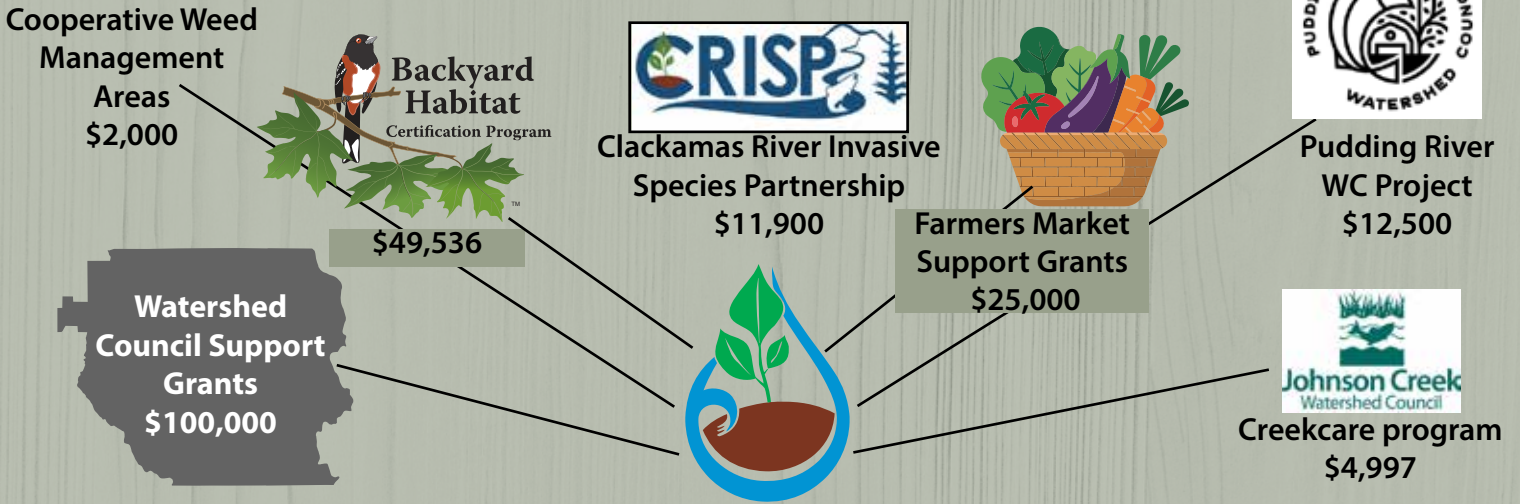 Cooperative Weed
Management
Areas
$2,000
Backyard
Habitat
Certification Program
TM
$49,536
CRISP
Clackamas River Invasive
Species Partnership
$11,900
Farmers Market
Support Grants
$25,000
WATERSHED
Pudding River
WC Project
$12,500
Watershed
Council Support
Grants
$100,000
Johnson Creek
Watershed Council
Creekcare program
$4,997